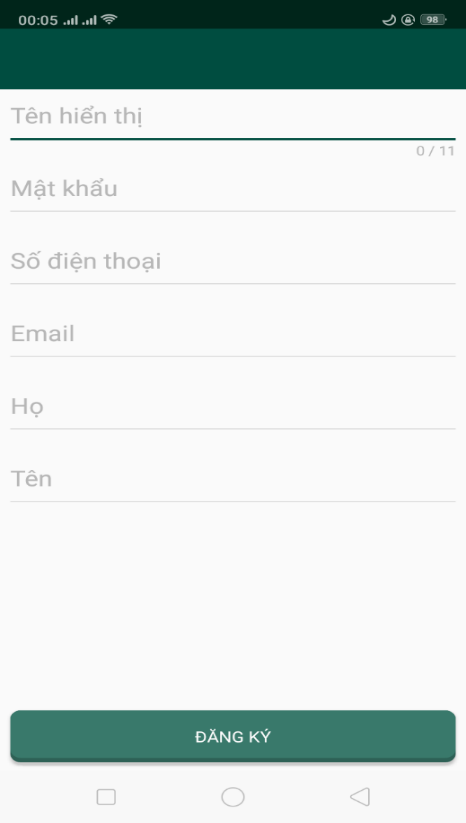 00:05
98
Tên hiển thị
0 / 11
Mật khẩu
Số điện thoại
Email
Họ
Tên
ĐĂNG KÝ